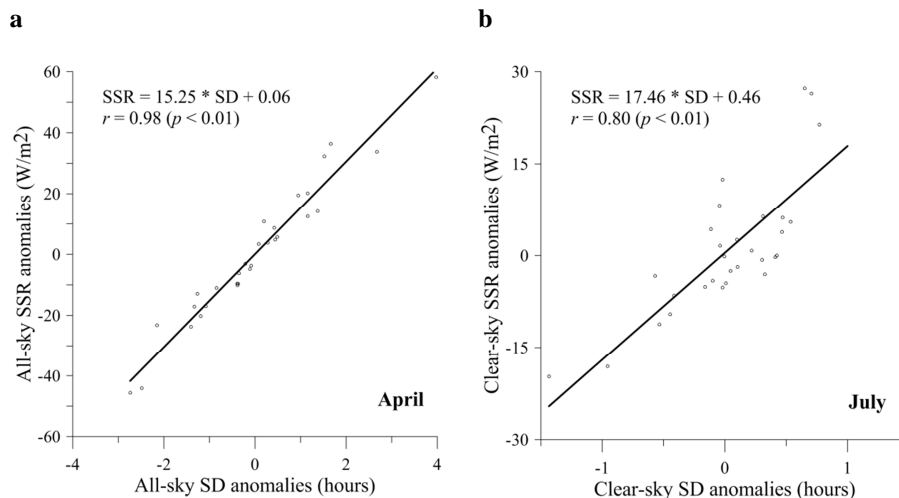 a
60
40
20
0
-20
-40
-60
-4
-2
0
2
4
All-sky SSR anomalies (W/m2)
SSR = 15.25 * SD + 0.06
r = 0.98 (p < 0.01)
April
All-sky SD anomalies (hours)
b
30
15
0
-15
-30
-1
0
1
Clear-sky SSR anomalies (W/m2)
SSR = 17.46 * SD + 0.46
r = 0.80 (p < 0.01)
July
Clear-sky SD anomalies (hours)